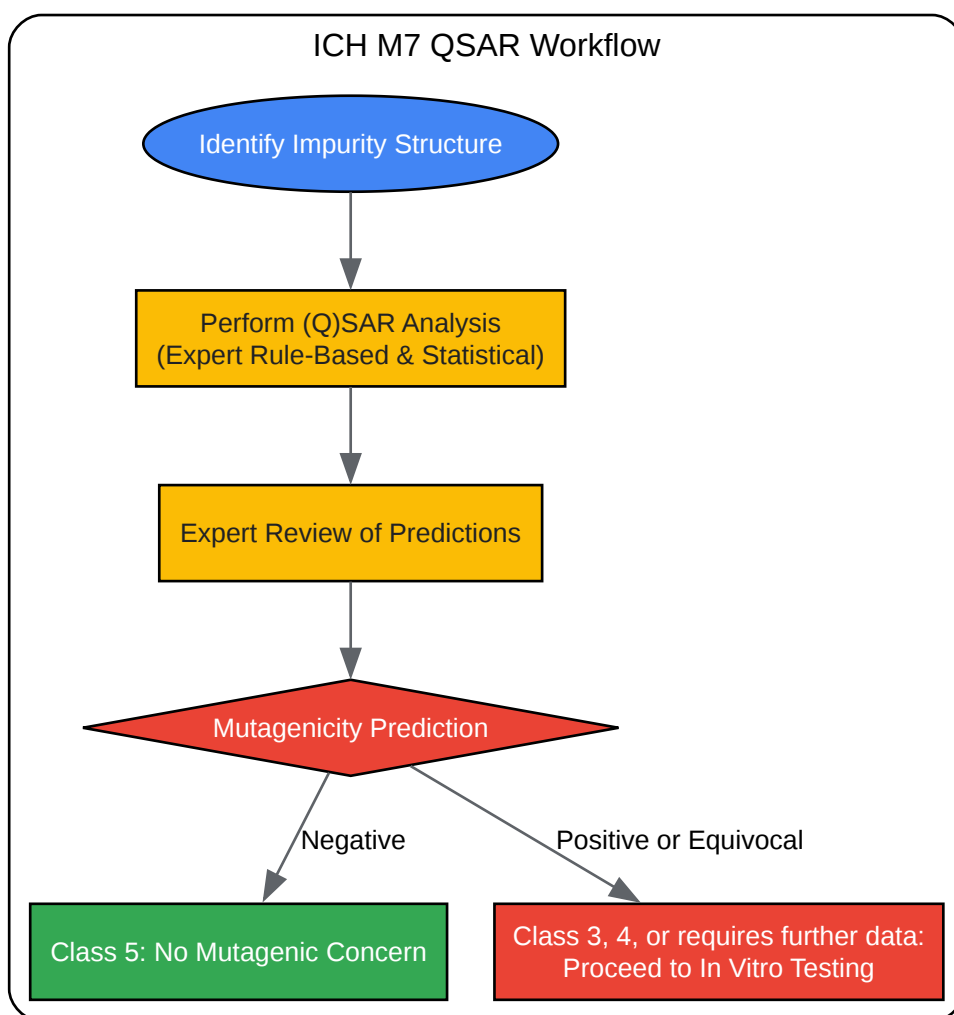 ICH M7 QSAR Workflow
Identify Impurity Structure
Perform (Q)SAR Analysis
(Expert Rule-Based & Statistical)
Expert Review of Predictions
Mutagenicity Prediction
Negative
Positive or Equivocal
Class 5: No Mutagenic Concern
Class 3, 4, or requires further data:
Proceed to In Vitro Testing